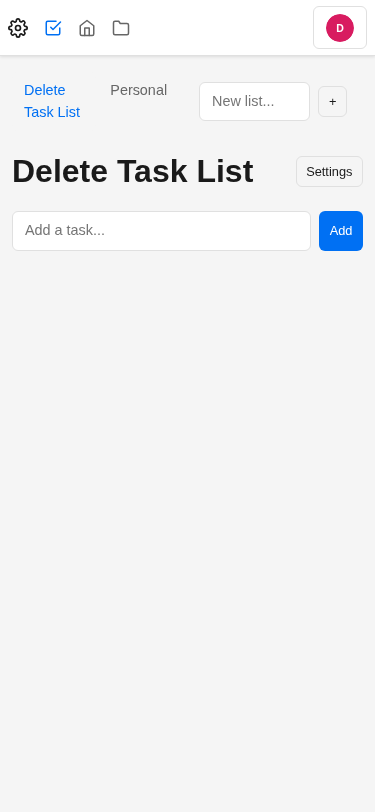 D
Delete
Task List
Personal
New list...
+
Delete Task List
Settings
Add a task...
Add